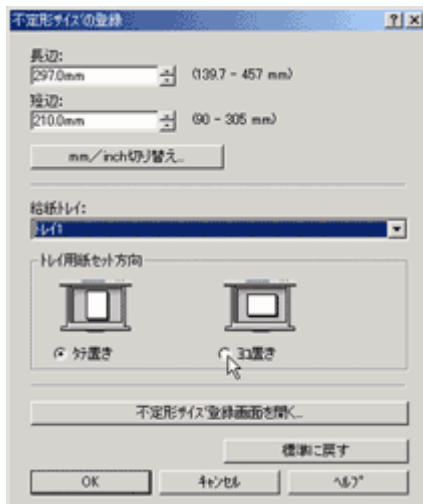 不定形ｻｲｽﾞの登録
長辺:
297.0mm (139.7 - 457 mm)
短辺:
210.0mm (90 - 305 mm)
mm／inch切り替え...
給紙ﾄﾚｲ:
ﾄﾚｲ1
ﾄﾚｲ用紙セット方向
ﾀﾃ置き ﾖｺ置き
不定形ｻｲｽﾞ登録画面を開く...
標準に戻す
OK ｷｬﾝｾﾙ ﾍﾙﾌﾟ